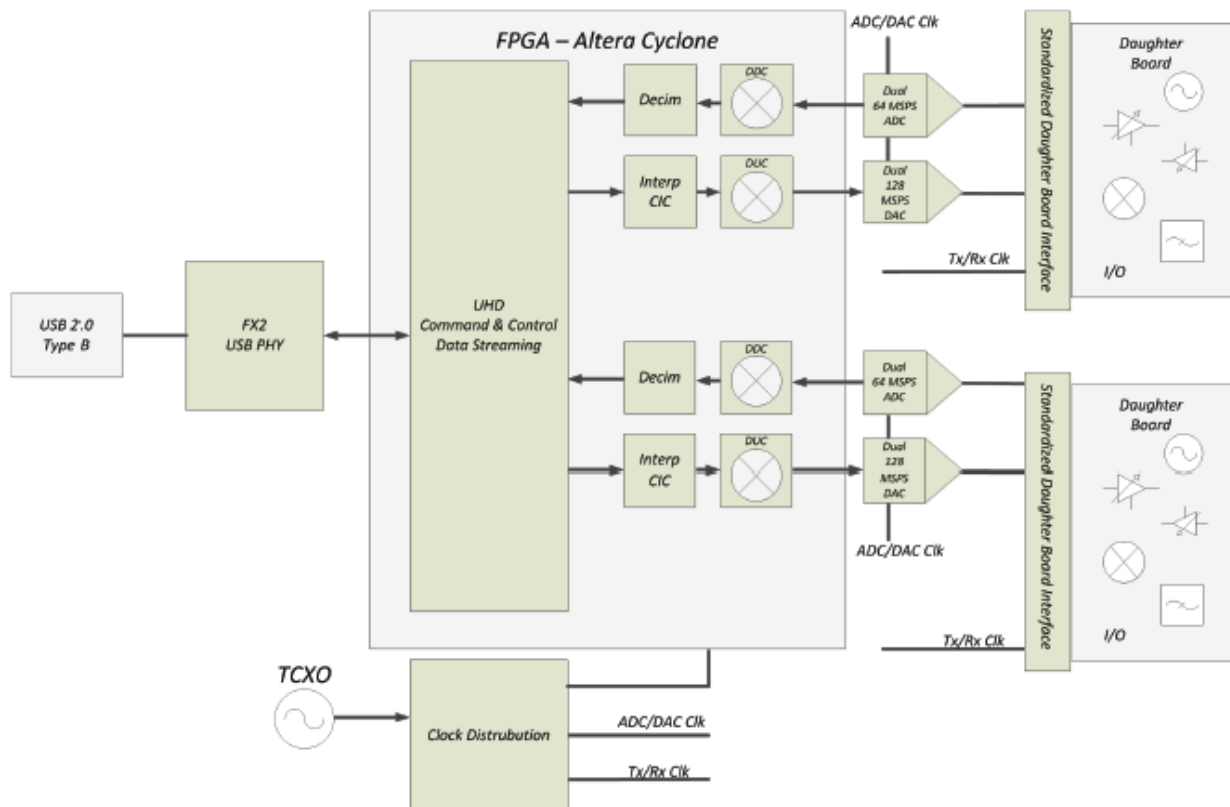 ADC/DAC Clk
FPGA – Altera Cyclone
Daughter
Board
DDC
Decim
Dual
64 MSPS
ADC
DUC
Interp
CIC
Dual
128
MSPS
DAC
Standardized Daughter Board Interface
Tx/Rx Clk
I/O
USB 2.0
Type B
FX2
USB PHY
UHD
Command & Control
Data Streaming
DDC
Decim
Dual
64 MSPS
ADC
Daughter
Board
DUC
Interp
CIC
Dual
128
MSPS
DAC
Standardized Daughter Board Interface
ADC/DAC Clk
Tx/Rx Clk
I/O
TCXO
Clock Distrubution
ADC/DAC Clk
Tx/Rx Clk